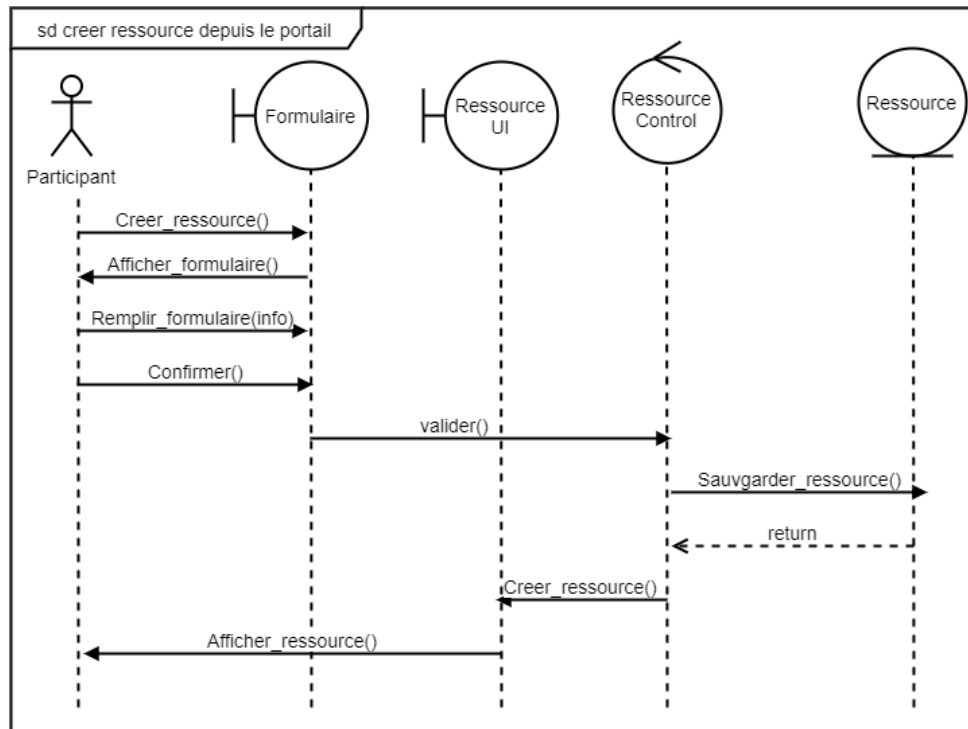 sd creer ressource depuis le portail
Participant
Formulaire
Ressource
UI
Ressource
Control
Ressource
Creer_ressource()
Afficher_formulaire()
Remplir_formulaire(info)
Confirmer()
valider()
Sauvgarder_ressource()
return
Creer_ressource()
Afficher_ressource()